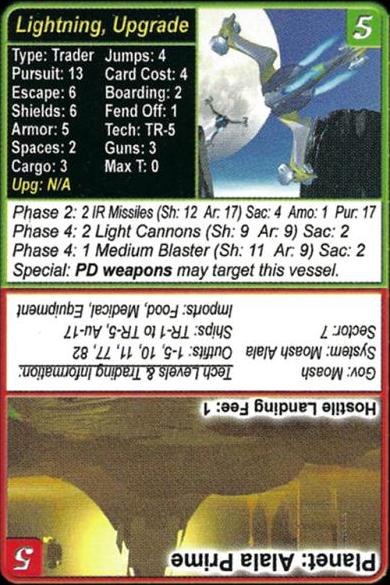 Lightning, Upgrade
5
Type: Trader Jumps: 4
Pursuit: 13 Card Cost: 4
Escape: 6 Boarding: 2
Shields: 6 Fend Off: 1
Armor: 5 Tech: TR-5
Spaces: 2 Guns: 3
Cargo: 3 Max T: 0
Upg: N/A
Phase 2: 2 IR Missiles (Sh: 12 Ar: 17) Sac: 4 Amo: 1 Pur: 17
Phase 4: 2 Light Cannons (Sh: 9 Ar: 9) Sac: 2
Phase 4: 1 Medium Blaster (Sh: 11 Ar: 9) Sac: 2
Special: PD weapons may target this vessel.
Planet: Alala Prime
5
Hostile Landing Fee: 1
Gov: Moash
System: Moash Alala
Sector: 7
Tech Levels & Trading Information:
Outfits: 1-5, 10, 11, 77, 82
Ships: TR-1 to TR-5, Au-17
Imports: Food, Medical, Equipment